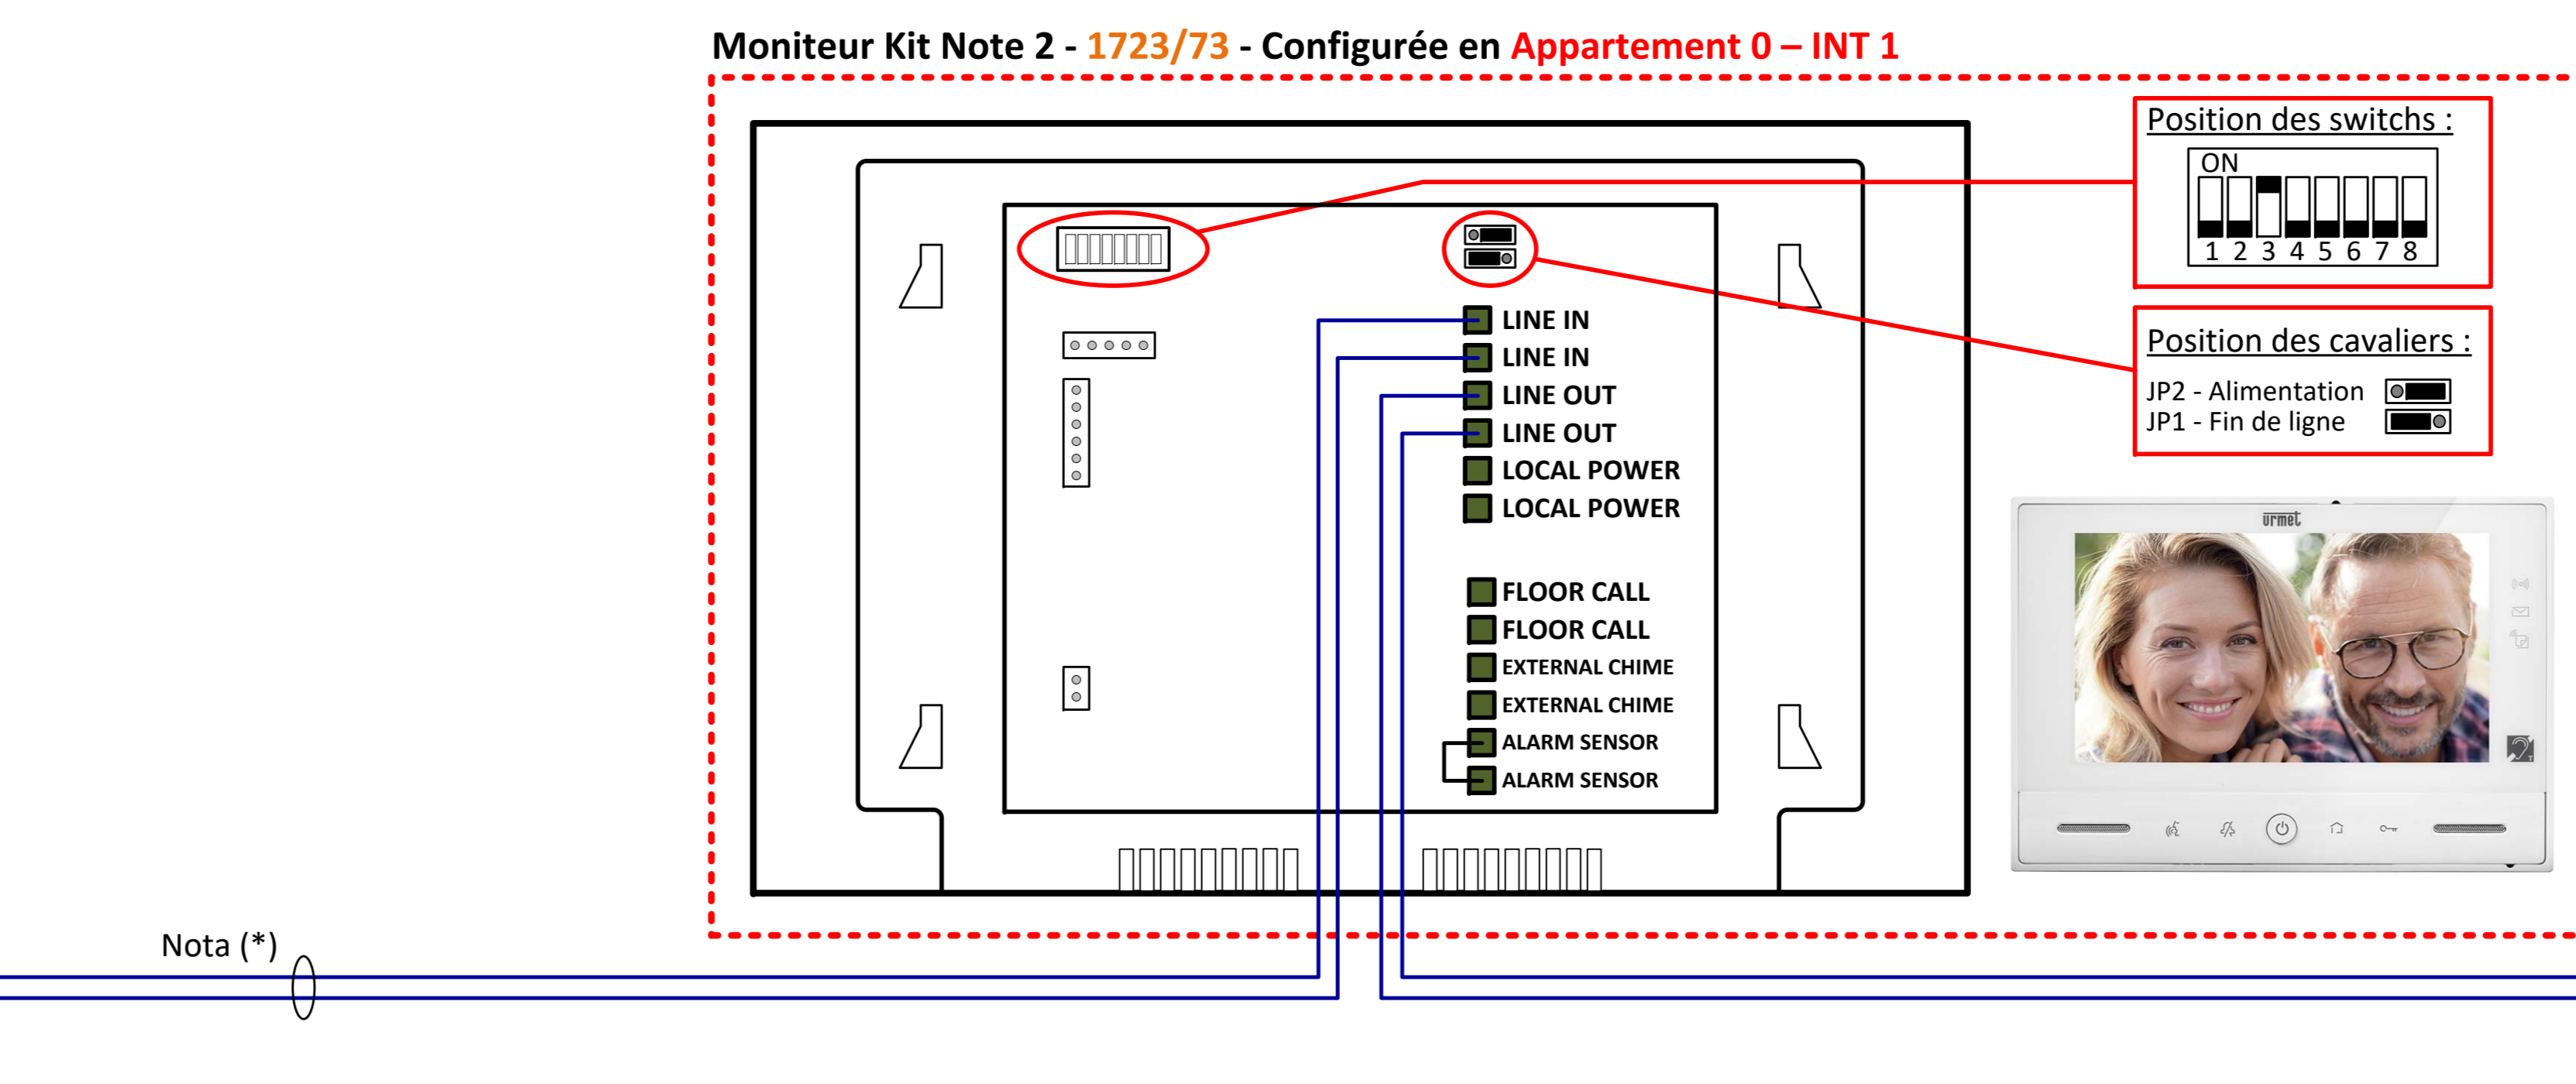 Moniteur Kit Note 2 - 1723/73 - Configurée en Appartement 0 – INT 1
Position des switchs :
ON
1 2 3 4 5 6 7 8
Position des cavaliers :
JP2 - Alimentation
JP1 - Fin de ligne
LINE IN
LINE IN
LINE OUT
LINE OUT
LOCAL POWER
LOCAL POWER
FLOOR CALL
FLOOR CALL
EXTERNAL CHIME
EXTERNAL CHIME
ALARM SENSOR
ALARM SENSOR
urmet
T
Nota (*)